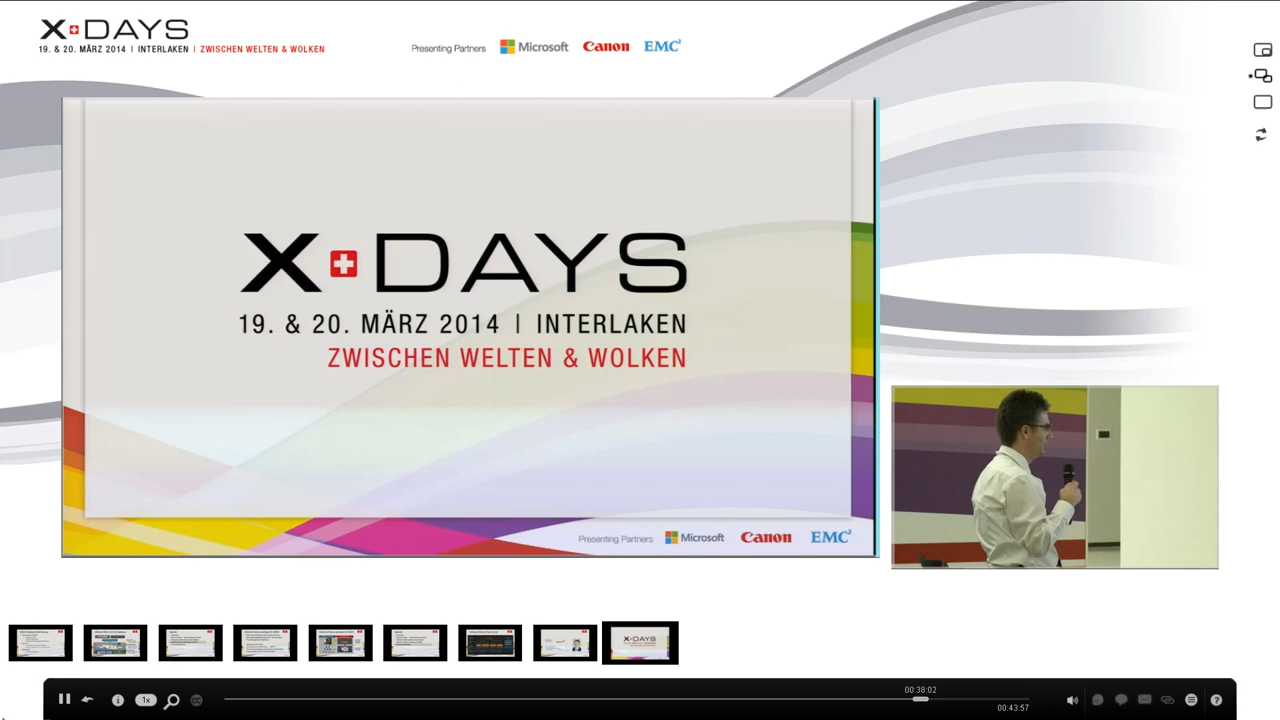 X DAYS
19. & 20. MÄRZ 2014 | INTERLAKEN | ZWISCHEN WELTEN & WOLKEN
Presenting Partners Microsoft Canon EMC²
X DAYS
19. & 20. MÄRZ 2014 | INTERLAKEN
ZWISCHEN WELTEN & WOLKEN
Presenting Partners Microsoft Canon EMC²
X DAYS
1x
00:38:02
00:43:57